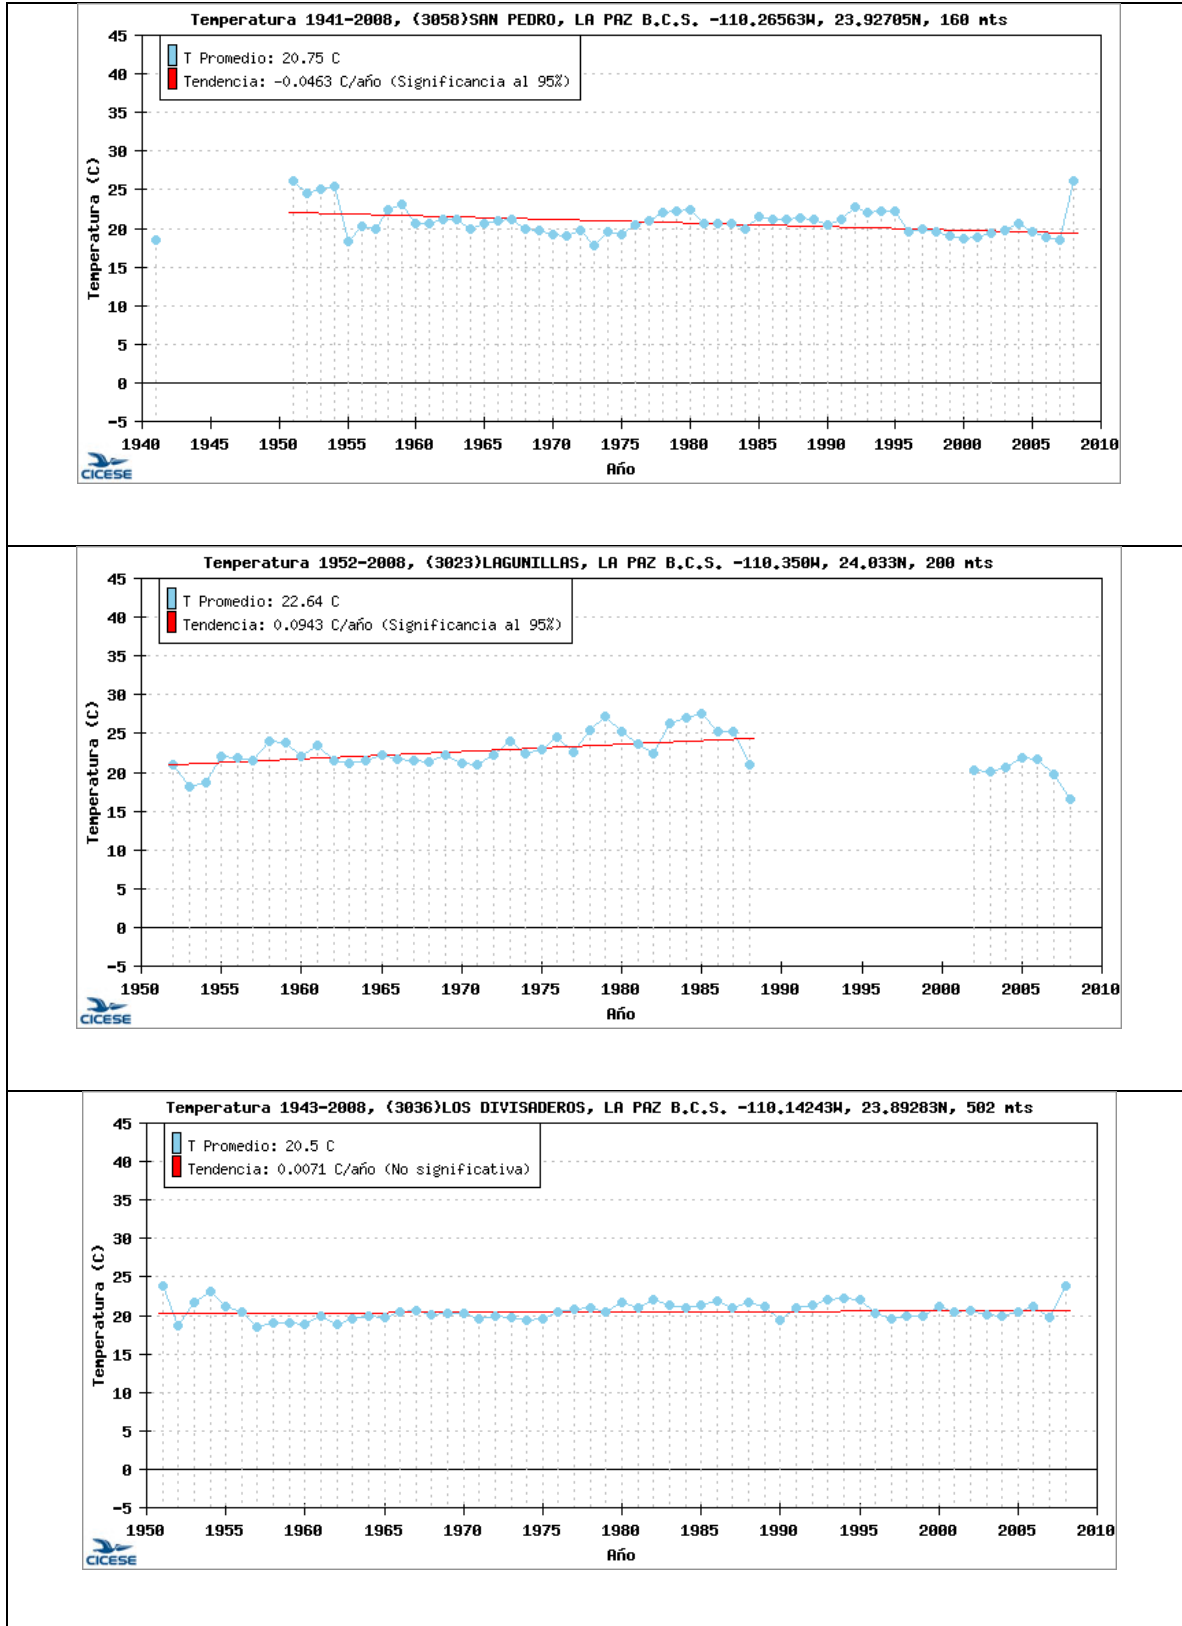 Temperatura 1941-2008, (3058)SAN PEDRO, LA PAZ B.C.S. -110.26563W, 23.92705N, 160 mts
T Promedio: 20.75 C
Tendencia: -0.0463 C/año (Significancia al 95%)
Temperatura (C)
45
40
35
30
25
20
15
10
5
0
-5
1940 1945 1950 1955 1960 1965 1970 1975 1980 1985 1990 1995 2000 2005 2010
Año
CICESE
Temperatura 1952-2008, (3023)LAGUNILLAS, LA PAZ B.C.S. -110.350W, 24.033N, 200 mts
T Promedio: 22.64 C
Tendencia: 0.0943 C/año (Significancia al 95%)
Temperatura (C)
45
40
35
30
25
20
15
10
5
0
-5
1950 1955 1960 1965 1970 1975 1980 1985 1990 1995 2000 2005 2010
Año
CICESE
Temperatura 1943-2008, (3036)LOS DIVISADEROS, LA PAZ B.C.S. -110.14243W, 23.89283N, 502 mts
T Promedio: 20.5 C
Tendencia: 0.0071 C/año (No significativa)
Temperatura (C)
45
40
35
30
25
20
15
10
5
0
-5
1950 1955 1960 1965 1970 1975 1980 1985 1990 1995 2000 2005 2010
Año
CICESE